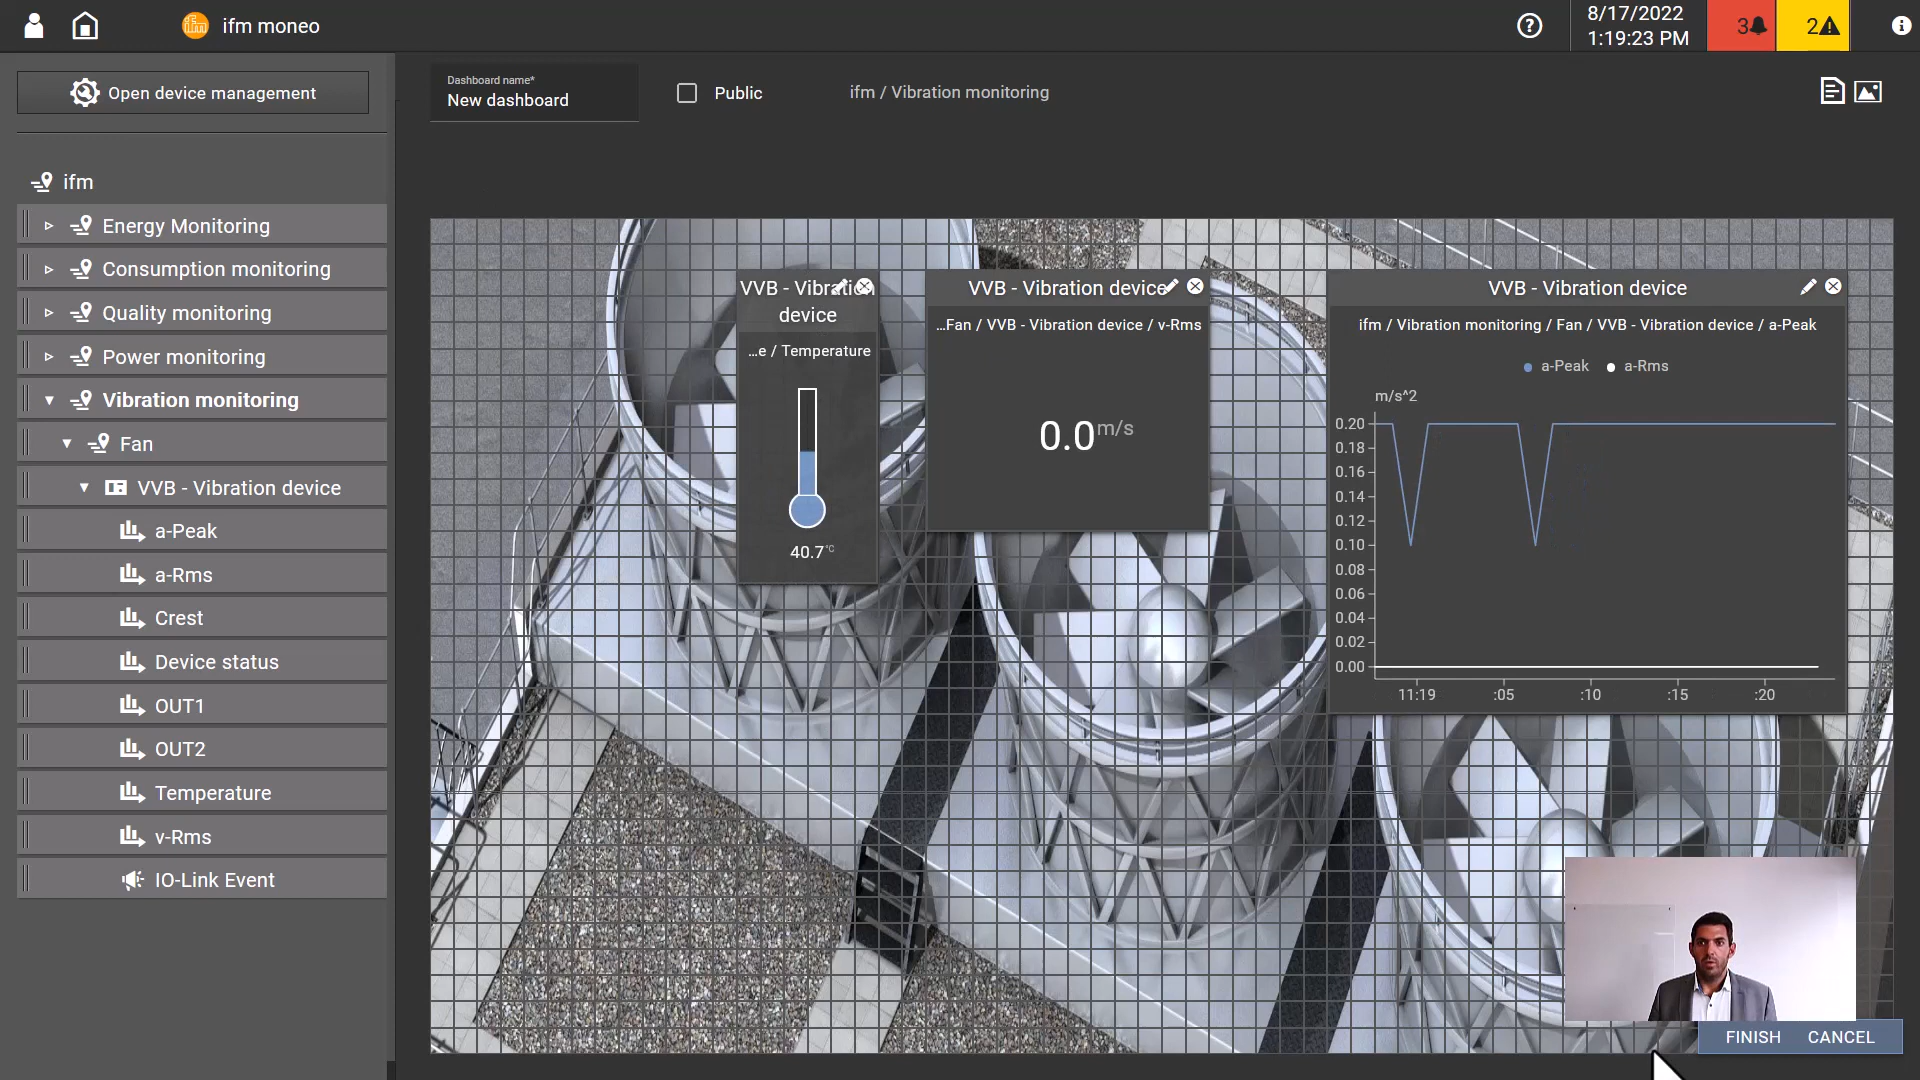 ifm
ifm moneo
8/17/2022
1:19:23 PM
3
2
Open device management
Dashboard name*
New dashboard
Public
ifm / Vibration monitoring
ifm
Energy Monitoring
Consumption monitoring
Quality monitoring
Power monitoring
Vibration monitoring
Fan
VVB - Vibration device
a-Peak
a-Rms
Crest
Device status
OUT1
OUT2
Temperature
v-Rms
IO-Link Event
VVB - Vibration
device
...e / Temperature
40.7°C
VVB - Vibration device
...Fan / VVB - Vibration device / v-Rms
0.0 m/s
VVB - Vibration device
ifm / Vibration monitoring / Fan / VVB - Vibration device / a-Peak
a-Peak a-Rms
m/s^2
0.20
0.18
0.16
0.14
0.12
0.10
0.08
0.06
0.04
0.02
0.00
11:19 :05 :10 :15 :20
FINISH CANCEL